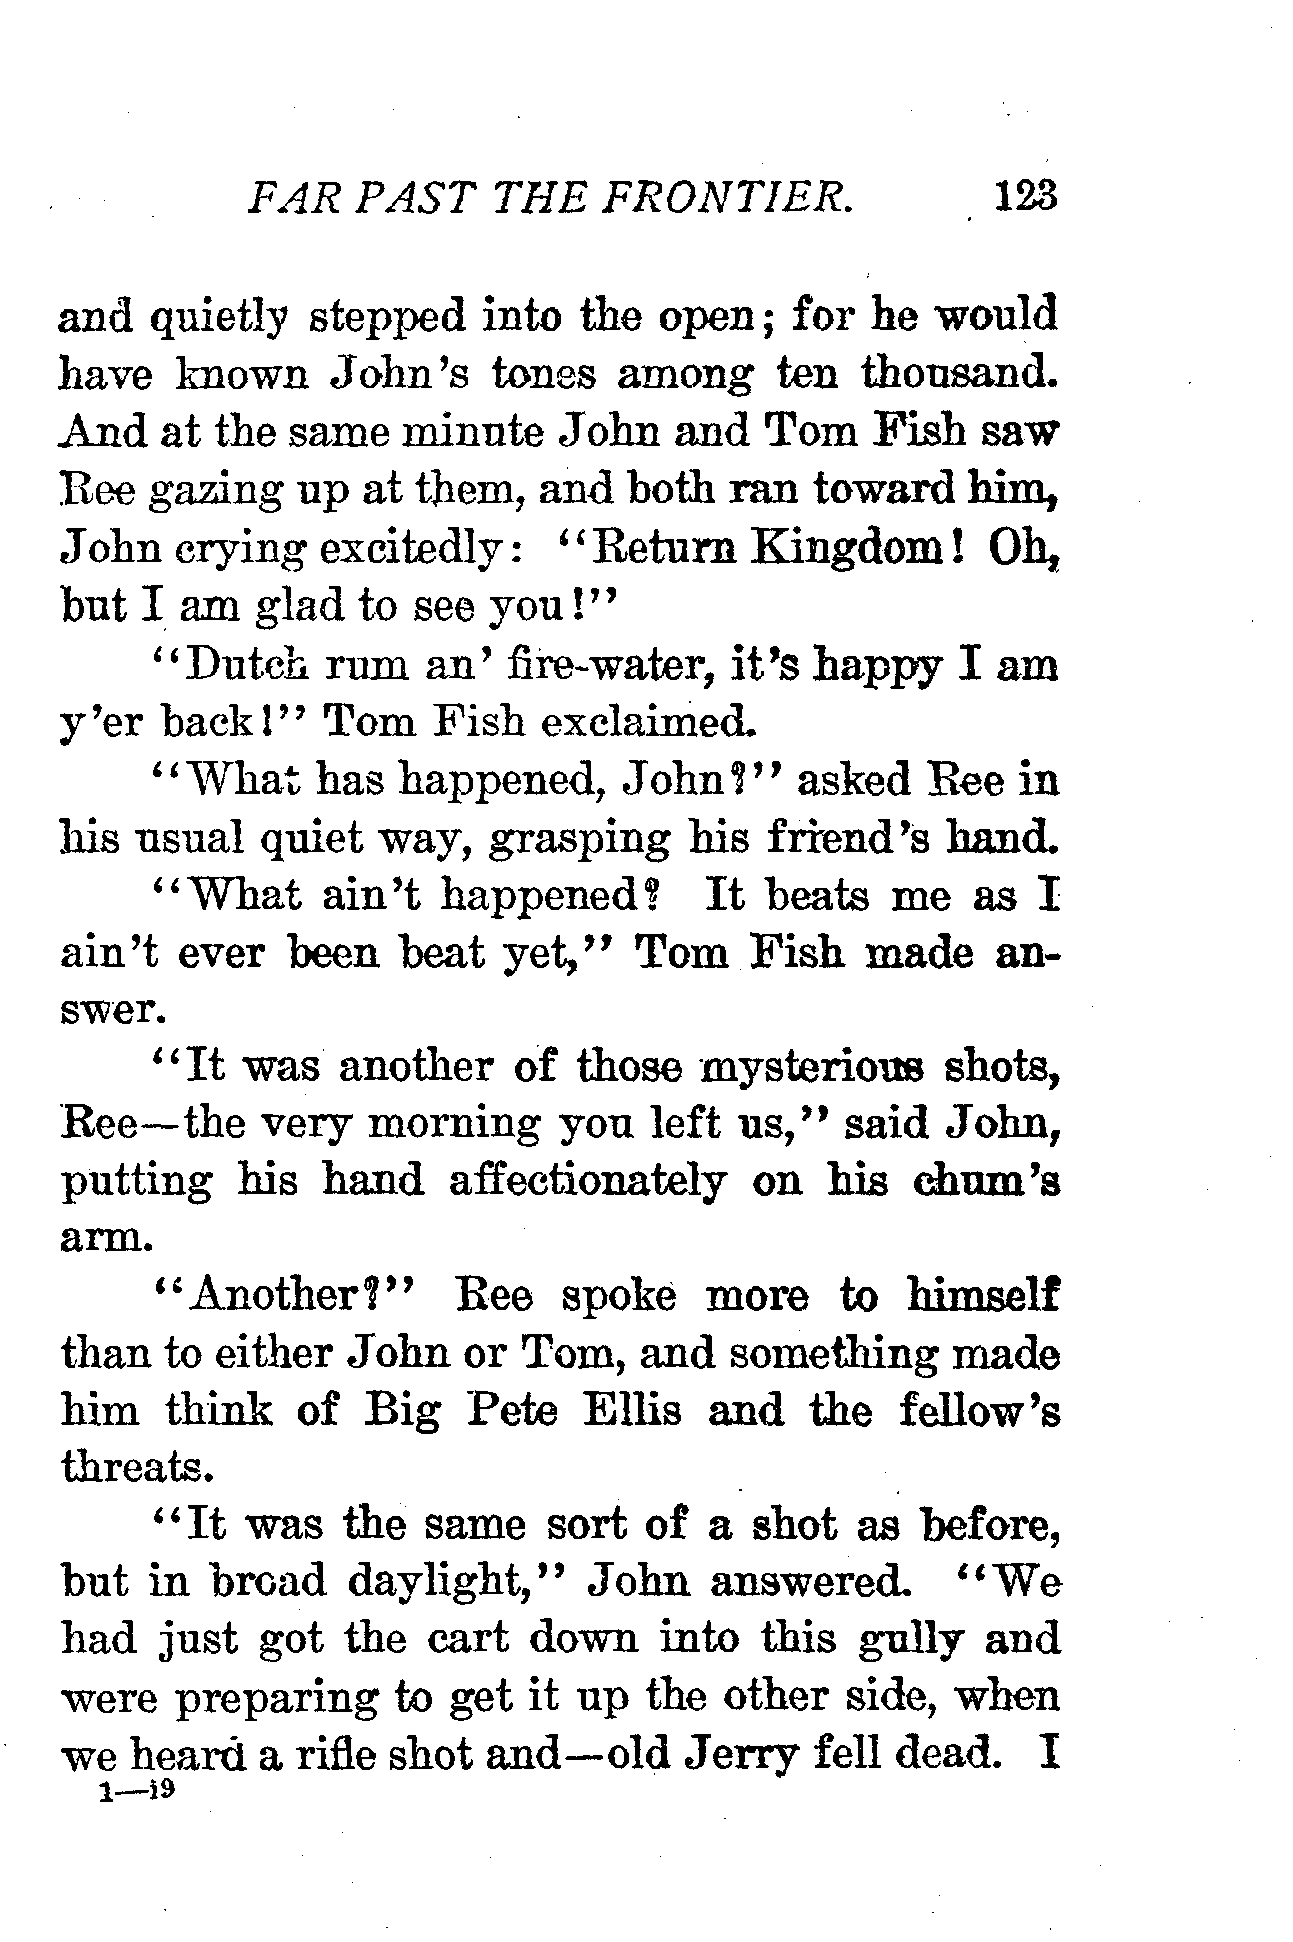 FAR PAST THE FRONTIER. 123
and quietly stepped into the open; for he would
have known John's tones among ten thousand.
And at the same minute John and Tom Fish saw
Ree gazing up at them, and both ran toward him,
John crying excitedly: "Return Kingdom! Oh,
but I am glad to see you!"
"Dutch rum an' fire-water, it's happy I am
y'er back!" Tom Fish exclaimed.
"What has happened, John?" asked Ree in
his usual quiet way, grasping his friend's hand.
"What ain't happened? It beats me as I
ain't ever been beat yet," Tom Fish made an-
swer.
"It was another of those mysterious shots,
Ree—the very morning you left us," said John,
putting his hand affectionately on his chum's
arm.
"Another?" Ree spoke more to himself
than to either John or Tom, and something made
him think of Big Pete Ellis and the fellow's
threats.
"It was the same sort of a shot as before,
but in broad daylight," John answered. "We
had just got the cart down into this gully and
were preparing to get it up the other side, when
we heard a rifle shot and—old Jerry fell dead. I
1—19